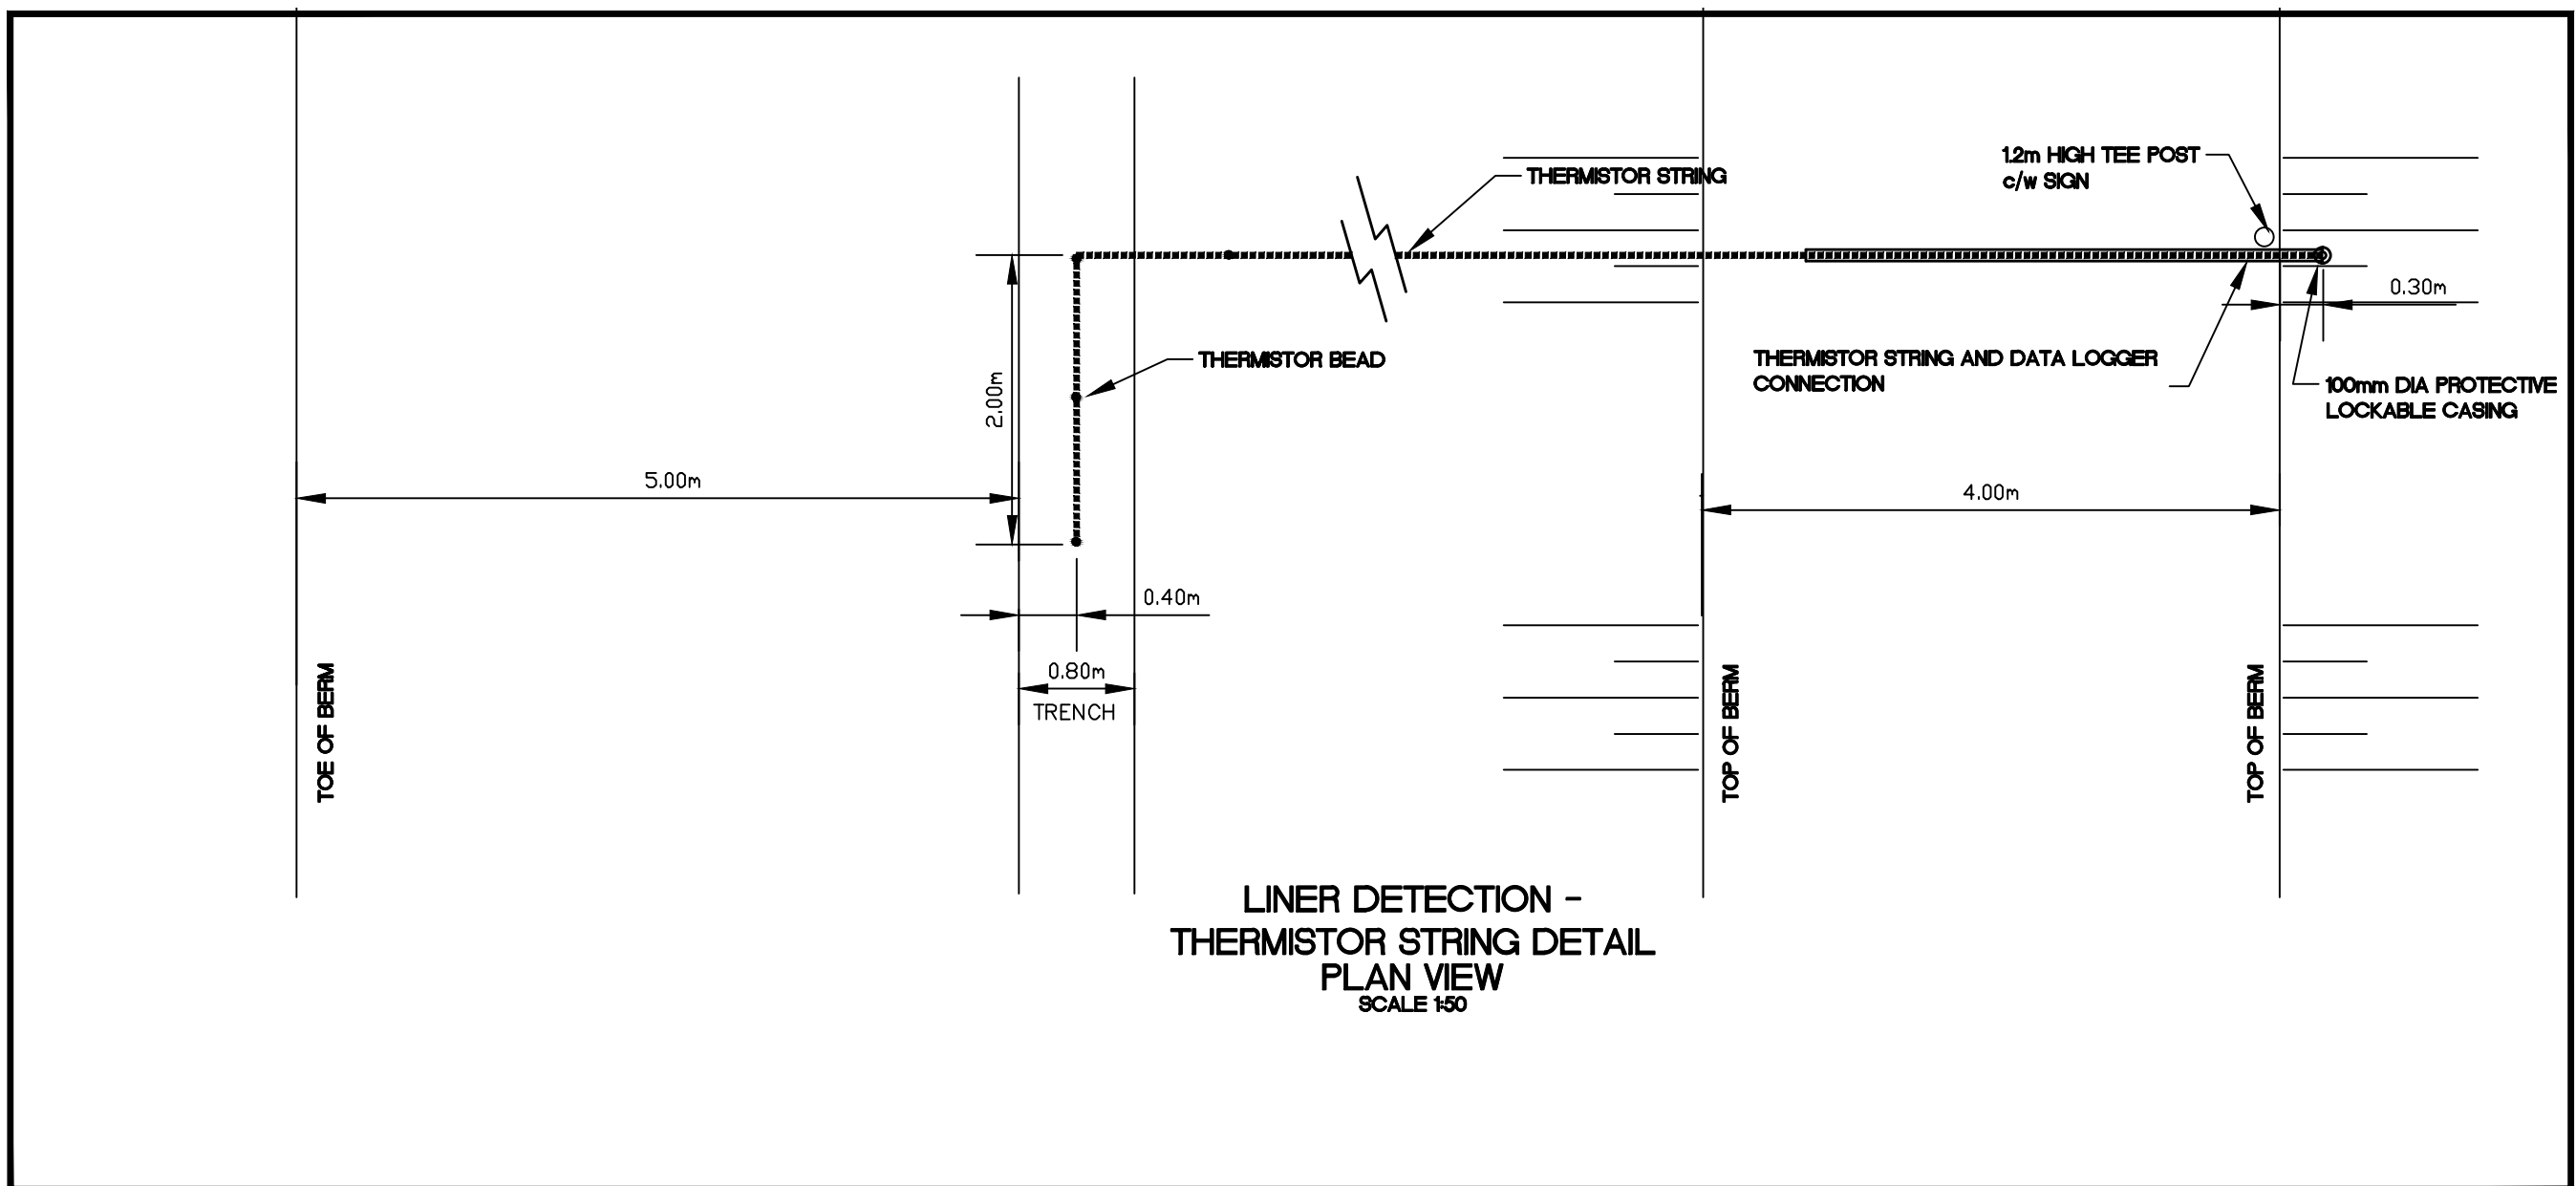 1.2m HIGH TEE POST
c/w SIGN
THERMISTOR STRING
0.30m
THERMISTOR BEAD
THERMISTOR STRING AND DATA LOGGER
CONNECTION
100mm DIA PROTECTIVE
LOCKABLE CASING
2.00m
5.00m
4.00m
0.40m
0.80m
TRENCH
TOE OF BERM
TOP OF BERM
TOP OF BERM
LINER DETECTION -
THERMISTOR STRING DETAIL
PLAN VIEW
SCALE 1:50